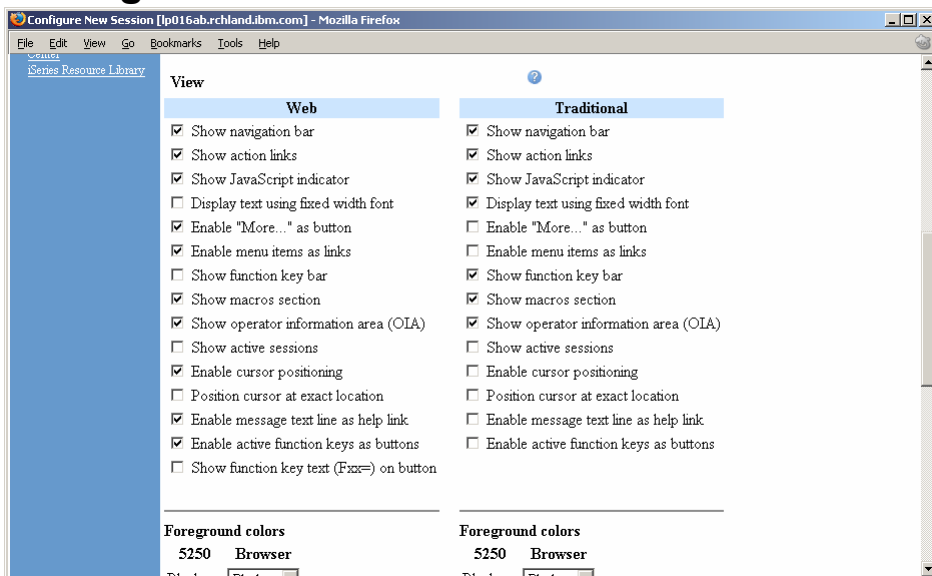 Configure New Session [lp016ab.rchland.ibm.com] - Mozilla Firefox
File Edit View Go Bookmarks Tools Help
Center
iSeries Resource Library
View
Web
Show navigation bar
Show action links
Show JavaScript indicator
Display text using fixed width font
Enable "More..." as button
Enable menu items as links
Show function key bar
Show macros section
Show operator information area (OIA)
Show active sessions
Enable cursor positioning
Position cursor at exact location
Enable message text line as help link
Enable active function keys as buttons
Show function key text (Fxx=) on button
Foreground colors
5250 Browser
Traditional
Show navigation bar
Show action links
Show JavaScript indicator
Display text using fixed width font
Enable "More..." as button
Enable menu items as links
Show function key bar
Show macros section
Show operator information area (OIA)
Show active sessions
Enable cursor positioning
Position cursor at exact location
Enable message text line as help link
Enable active function keys as buttons
Foreground colors
5250 Browser